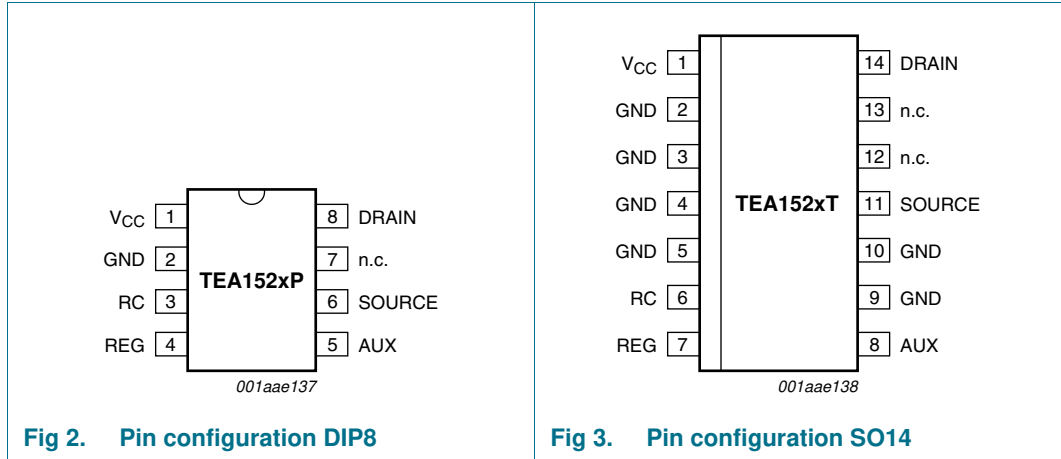 VCC 1
8 DRAIN
GND 2
7 n.c.
TEA152xP
RC 3
6 SOURCE
REG 4
5 AUX
001aae137
Fig 2. Pin configuration DIP8
VCC 1
14 DRAIN
GND 2
13 n.c.
GND 3
12 n.c.
GND 4
TEA152xT
11 SOURCE
GND 5
10 GND
RC 6
9 GND
REG 7
8 AUX
001aae138
Fig 3. Pin configuration SO14